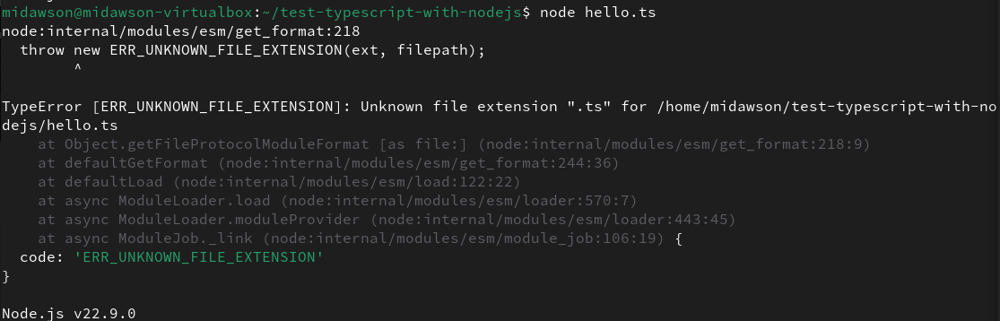 midawson@midawson-virtualbox:~/test-typescript-with-nodejs$ node hello.ts
node:internal/modules/esm/get_format:218
  throw new ERR_UNKNOWN_FILE_EXTENSION(ext, filepath);
        ^

TypeError [ERR_UNKNOWN_FILE_EXTENSION]: Unknown file extension ".ts" for /home/midawson/test-typescript-with-no
dejs/hello.ts
    at Object.getFileProtocolModuleFormat [as file:] (node:internal/modules/esm/get_format:218:9)
    at defaultGetFormat (node:internal/modules/esm/get_format:244:36)
    at defaultLoad (node:internal/modules/esm/load:122:22)
    at async ModuleLoader.load (node:internal/modules/esm/loader:570:7)
    at async ModuleLoader.moduleProvider (node:internal/modules/esm/loader:443:45)
    at async ModuleJob._link (node:internal/modules/esm/module_job:106:19) {
  code: 'ERR_UNKNOWN_FILE_EXTENSION'
}

Node.js v22.9.0